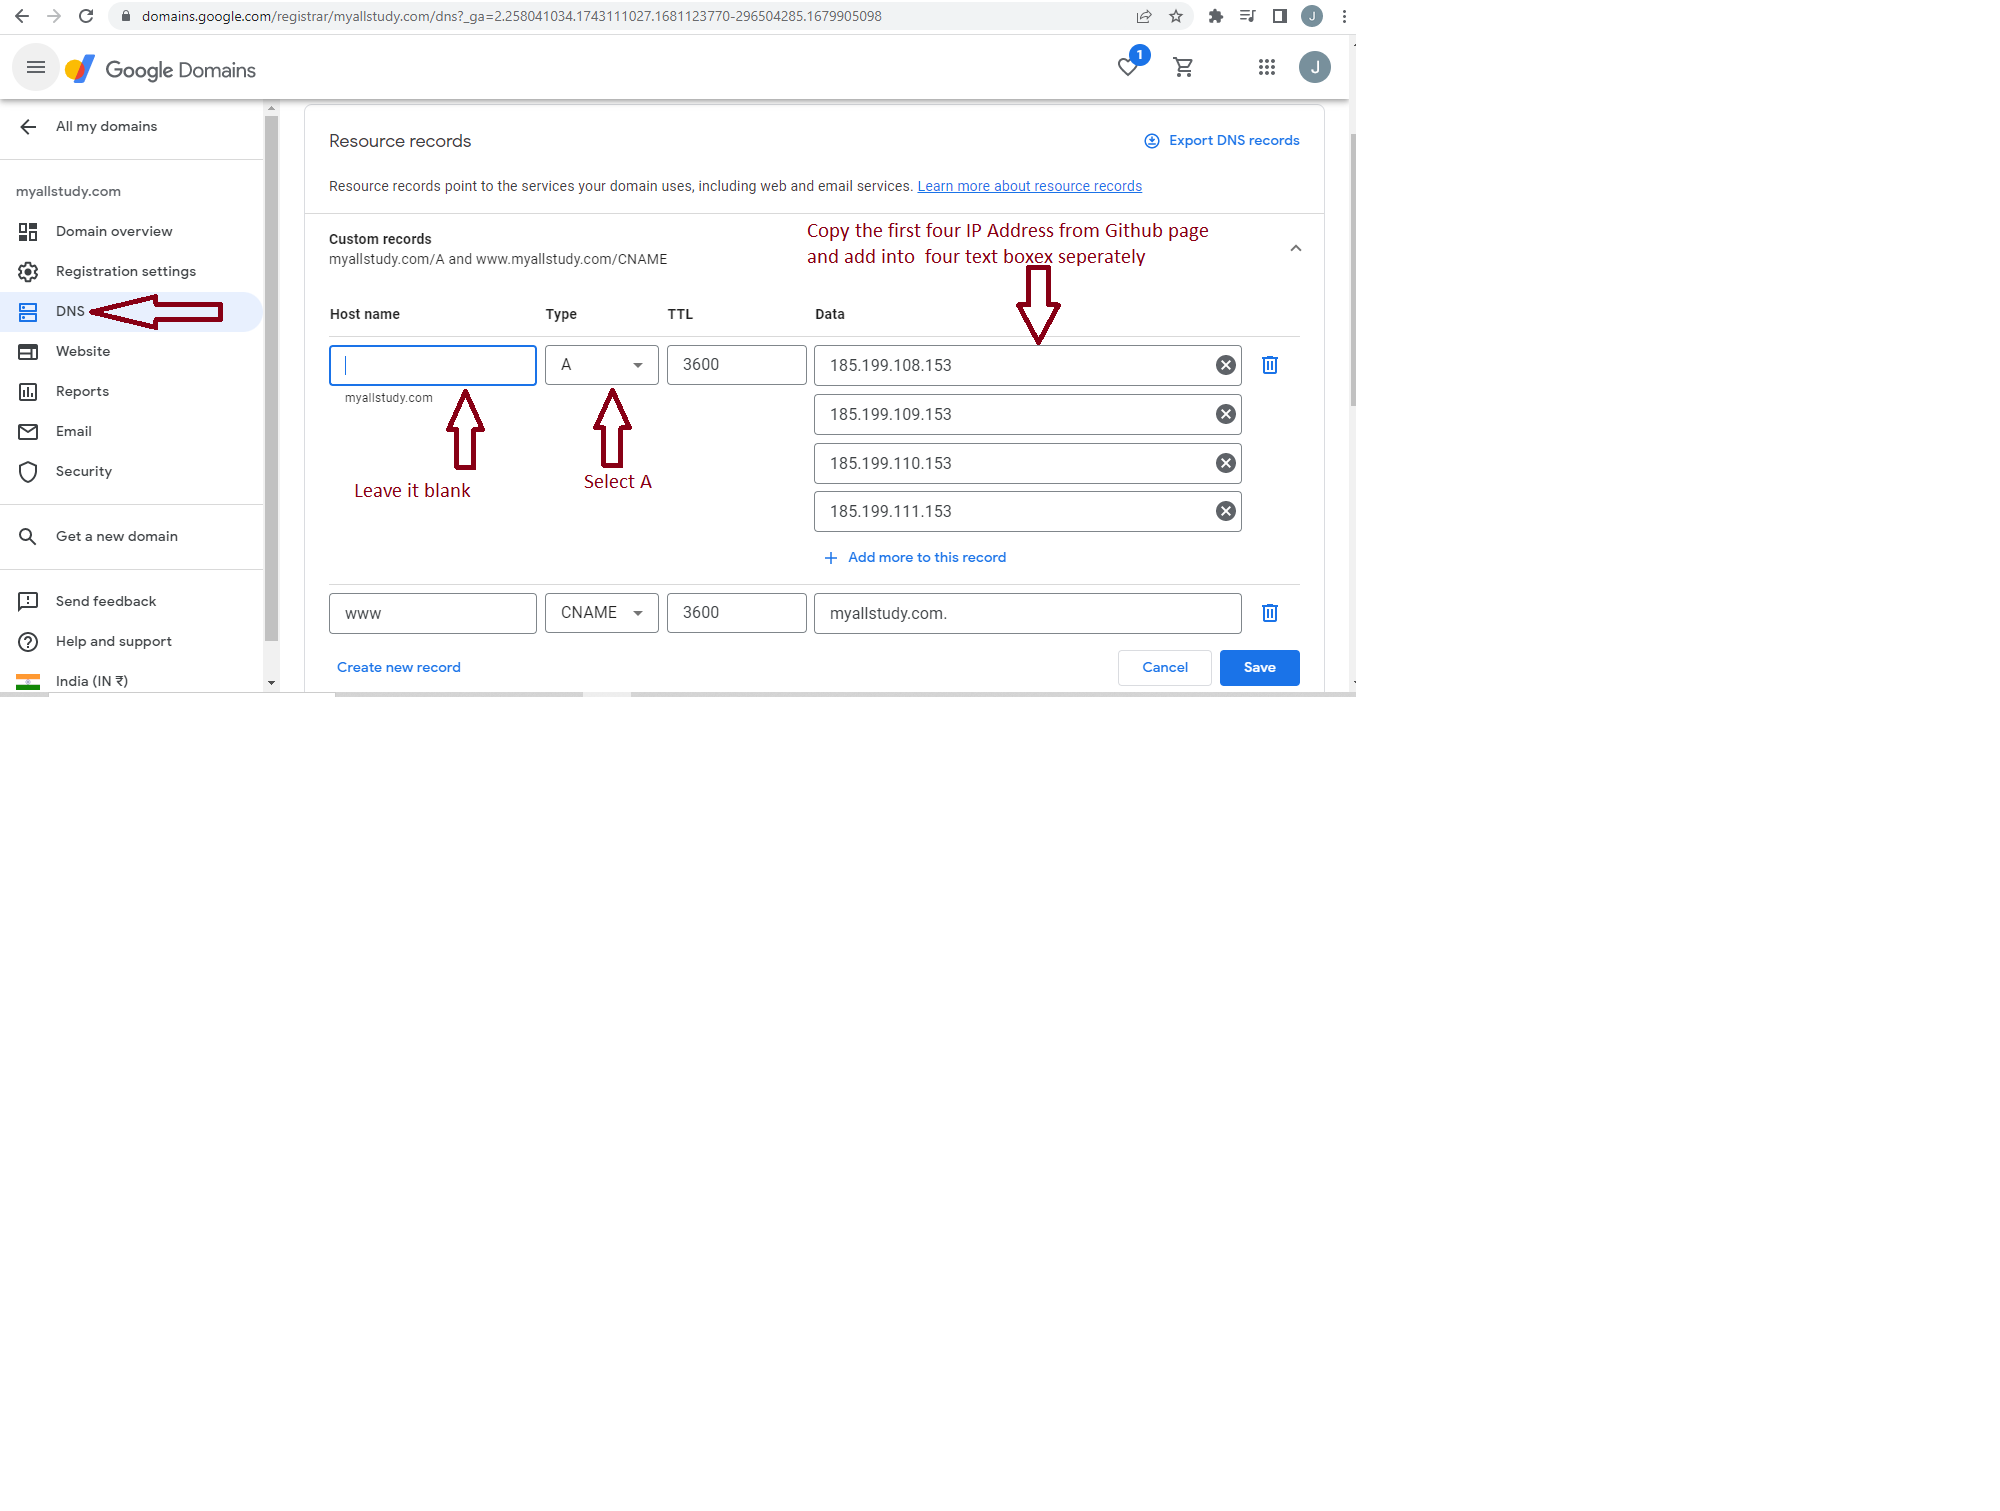 domains.google.com/registrar/myallstudy.com/dns?_ga=2.258041034.1743111027.1681123770-296504285.1679905098
J
Google Domains
1
J
All my domains
myallstudy.com
Domain overview
Registration settings
DNS
Website
Reports
Email
Security
Get a new domain
Send feedback
Help and support
India (IN ₹)
Resource records
Export DNS records
Resource records point to the services your domain uses, including web and email services. Learn more about resource records
Custom records
myallstudy.com/A and www.myallstudy.com/CNAME
Copy the first four IP Address from Github page
and add into  four text boxex seperately
Host name Type TTL Data
A 3600 185.199.108.153
myallstudy.com
185.199.109.153
185.199.110.153
Leave it blank
Select A
185.199.111.153
Add more to this record
www CNAME 3600 myallstudy.com.
Create new record
Cancel Save